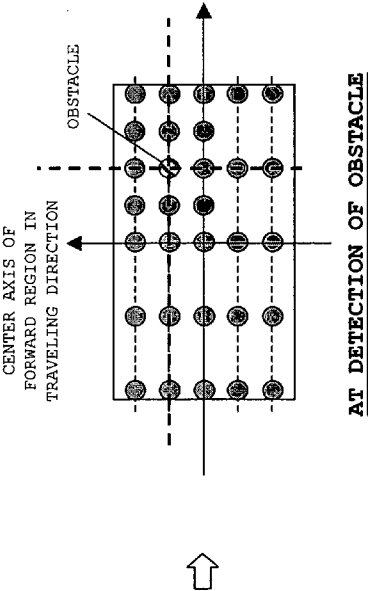 OBSTACLE
CENTER AXIS OF
FORWARD REGION IN
TRAVELING DIRECTION
AT DETECTION OF OBSTACLE